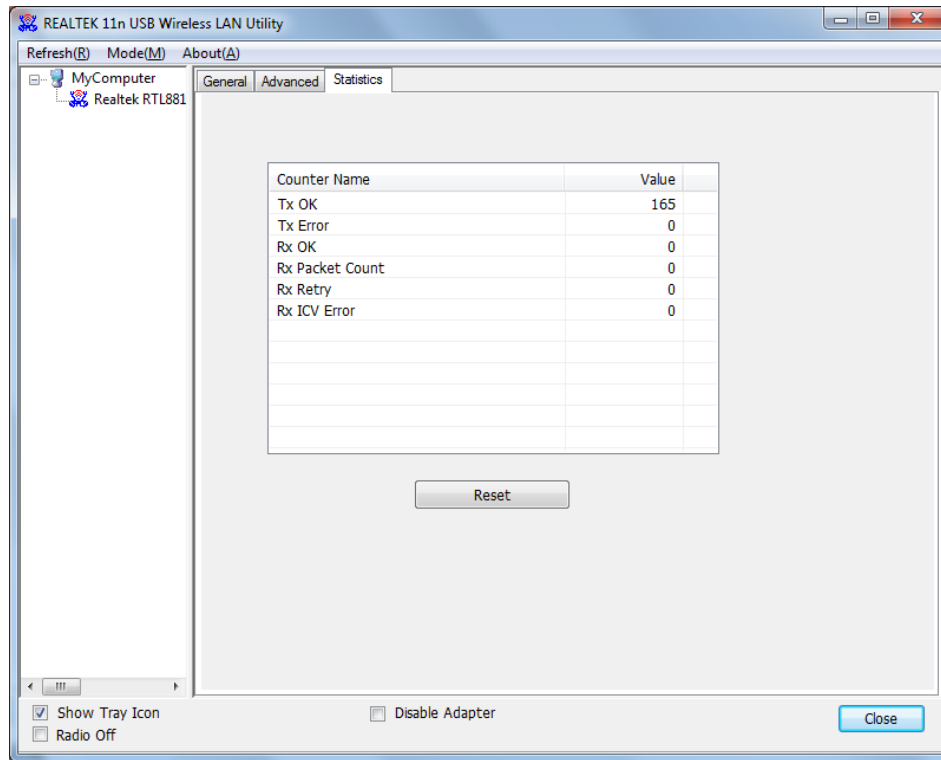 REALTEK 11n USB Wireless LAN Utility
Refresh(R) Mode(M) About(A)
MyComputer
Realtek RTL881
General Advanced Statistics
Counter Name Value
Tx OK 165
Tx Error 0
Rx OK 0
Rx Packet Count 0
Rx Retry 0
Rx ICV Error 0
Reset
Show Tray Icon
Radio Off
Disable Adapter
Close